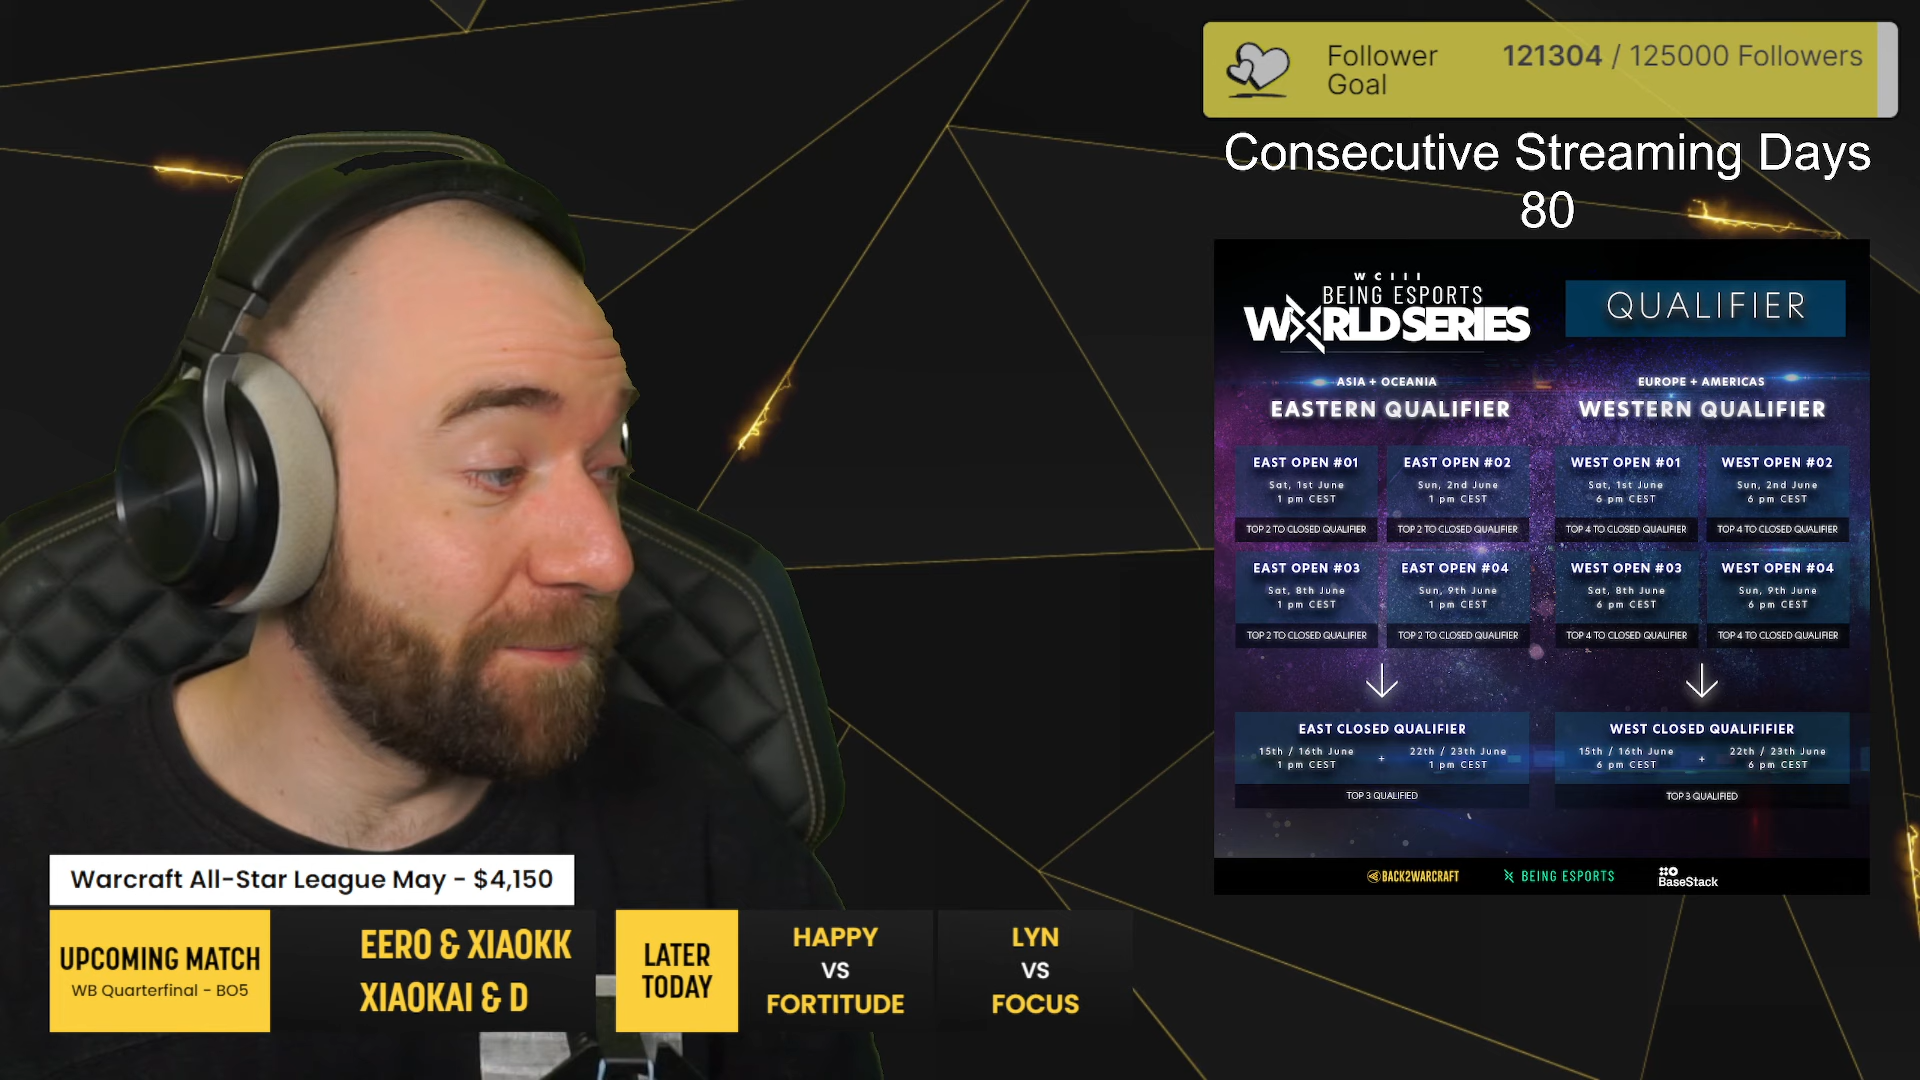 Follower Goal
121304 / 125000 Followers
Consecutive Streaming Days
80
WCIII
BEING ESPORTS
WXRLD SERIES
QUALIFIER
ASIA + OCEANIA
EASTERN QUALIFIER
EUROPE + AMERICAS
WESTERN QUALIFIER
EAST OPEN #01
Sat, 1st June
1 pm CEST
TOP 2 TO CLOSED QUALIFIER
EAST OPEN #02
Sun, 2nd June
1 pm CEST
TOP 2 TO CLOSED QUALIFIER
WEST OPEN #01
Sat, 1st June
6 pm CEST
TOP 4 TO CLOSED QUALIFIER
WEST OPEN #02
Sun, 2nd June
6 pm CEST
TOP 4 TO CLOSED QUALIFIER
EAST OPEN #03
Sat, 8th June
1 pm CEST
TOP 2 TO CLOSED QUALIFIER
EAST OPEN #04
Sun, 9th June
1 pm CEST
TOP 2 TO CLOSED QUALIFIER
WEST OPEN #03
Sat, 8th June
6 pm CEST
TOP 4 TO CLOSED QUALIFIER
WEST OPEN #04
Sun, 9th June
6 pm CEST
TOP 4 TO CLOSED QUALIFIER
EAST CLOSED QUALIFIER
15th / 16th June + 22th / 23th June
1 pm CEST 1 pm CEST
TOP 3 QUALIFIED
WEST CLOSED QUALIFIFIER
15th / 16th June + 22th / 23th June
6 pm CEST 6 pm CEST
TOP 3 QUALIFIED
BACK2WARCRAFT
BEING ESPORTS
BaseStack
Warcraft All-Star League May - $4,150
UPCOMING MATCH
WB Quarterfinal - BO5
EERO & XIAOKK
XIAOKAI & D
LATER
TODAY
HAPPY
VS
FORTITUDE
LYN
VS
FOCUS